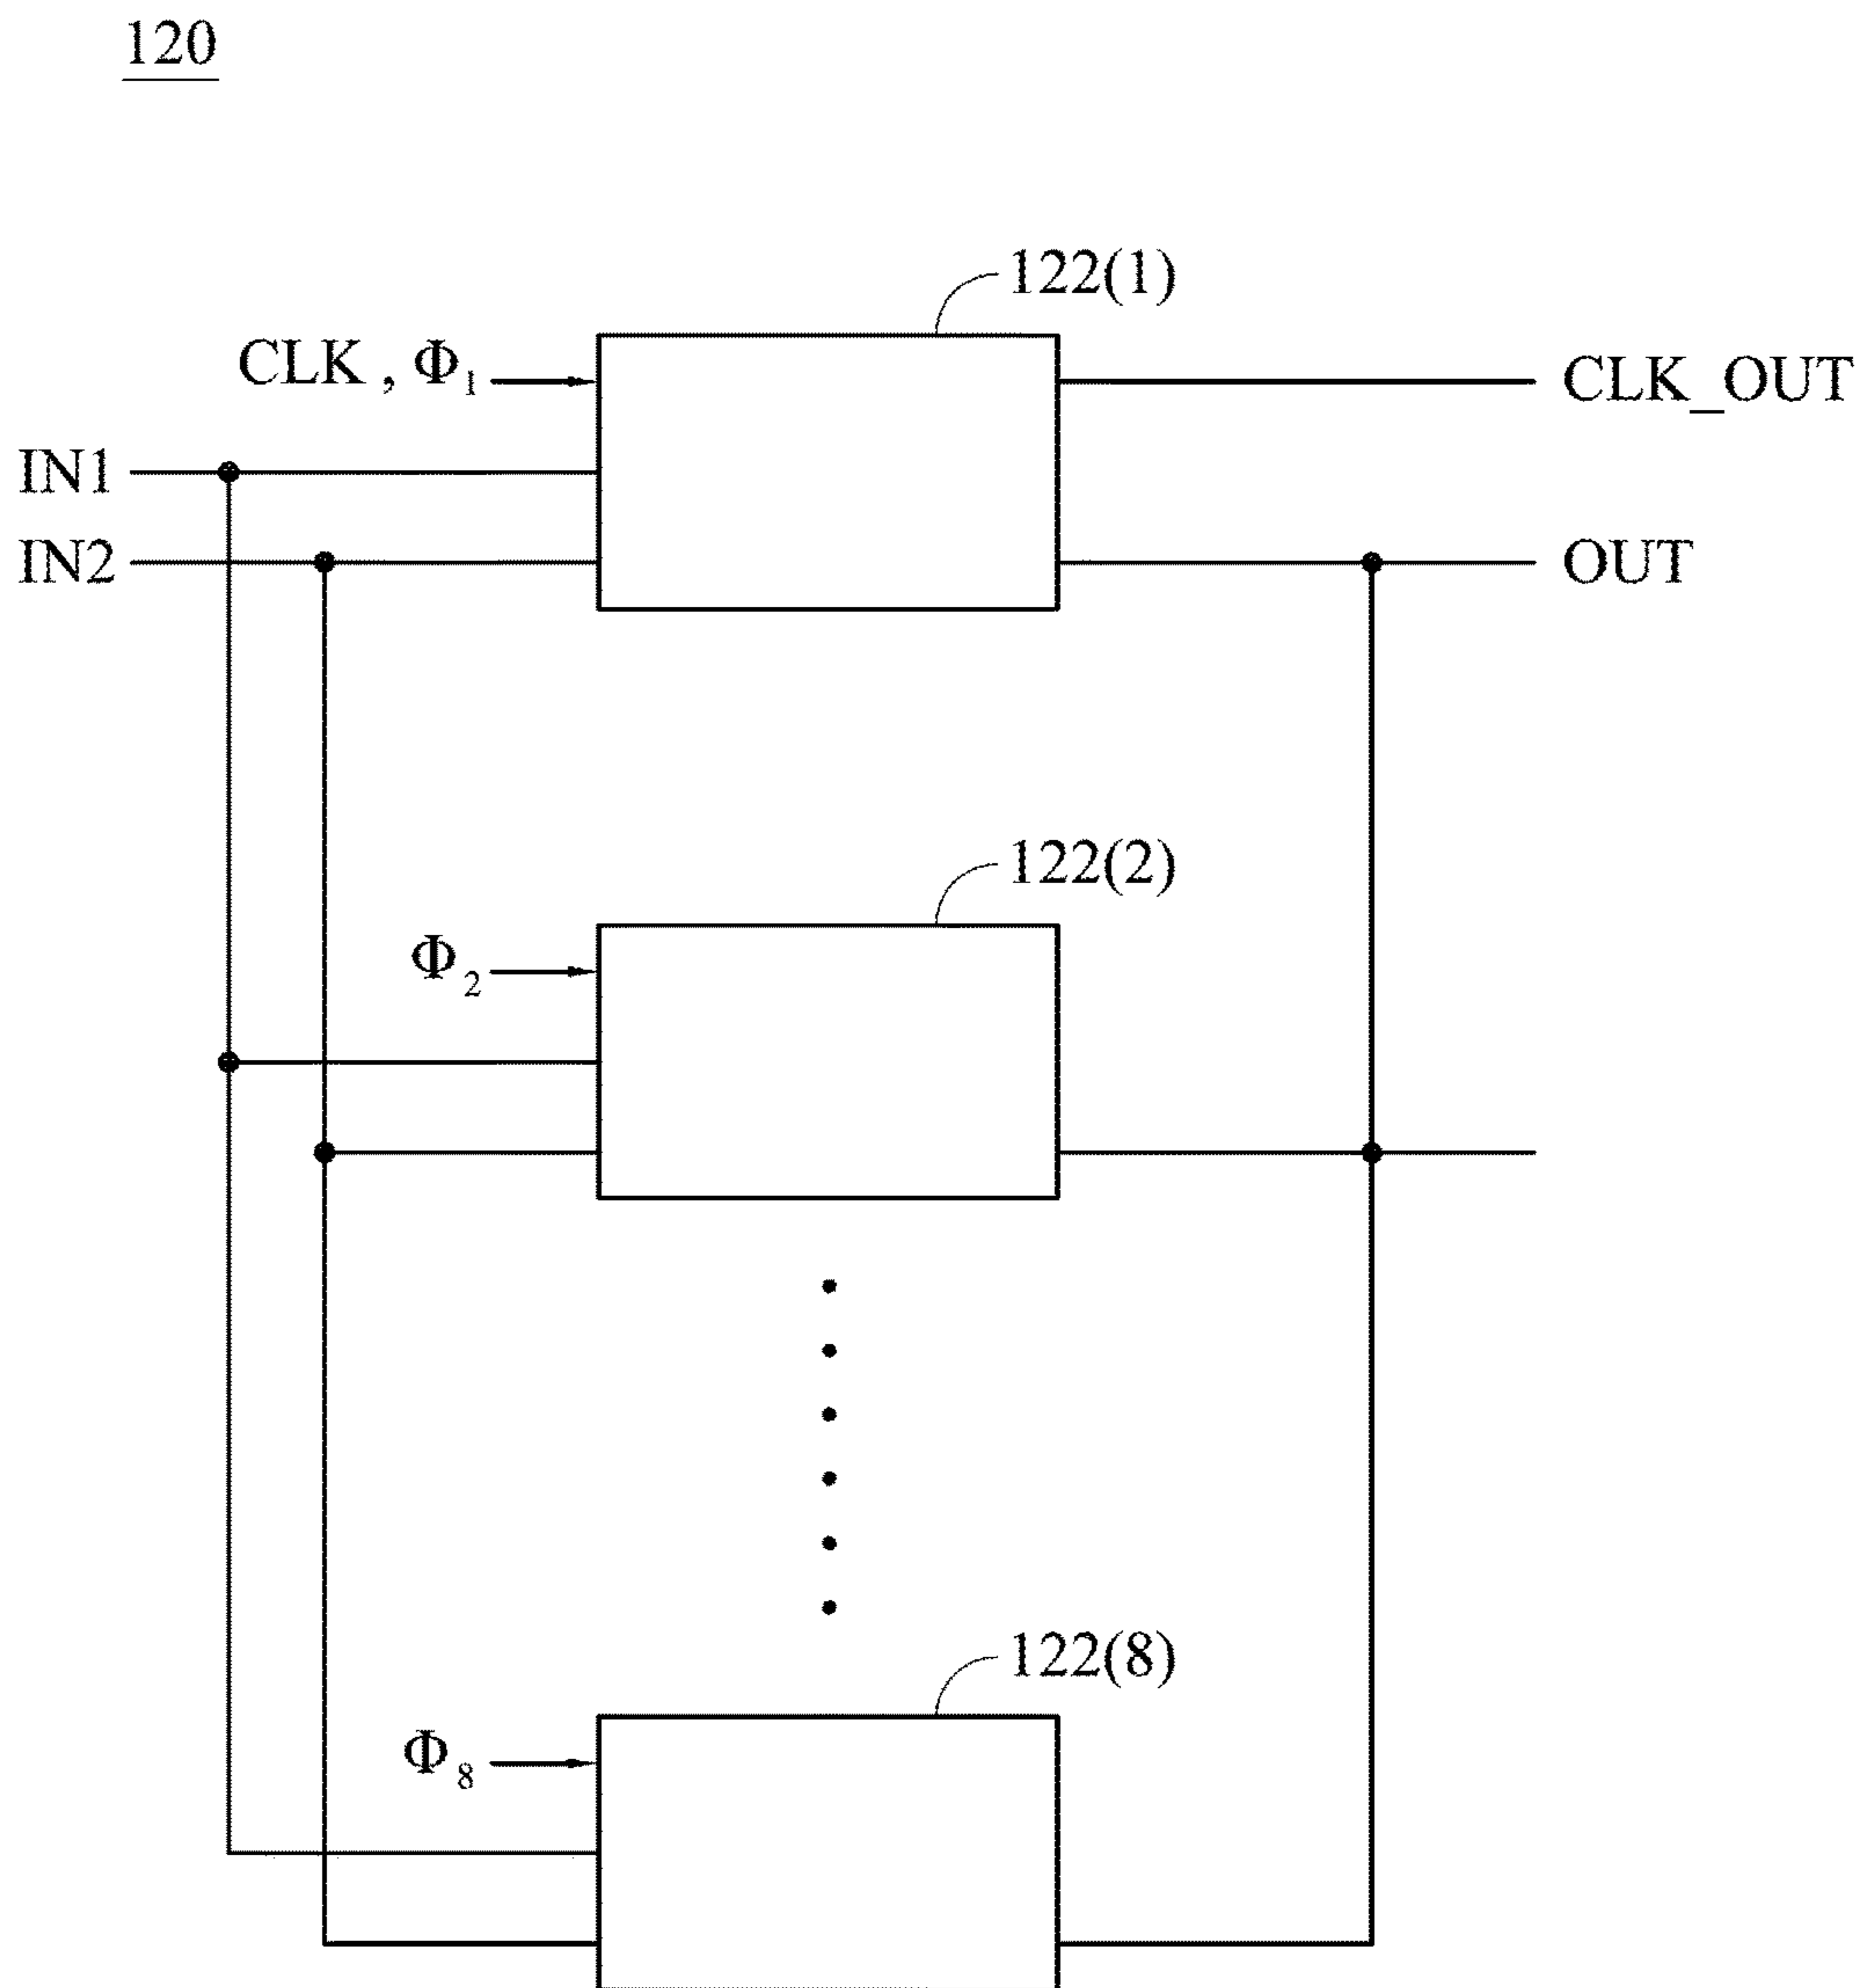 120
122(1)
CLK , Φ₁
CLK_OUT
IN1
IN2
OUT
122(2)
Φ₂
122(8)
Φ₈